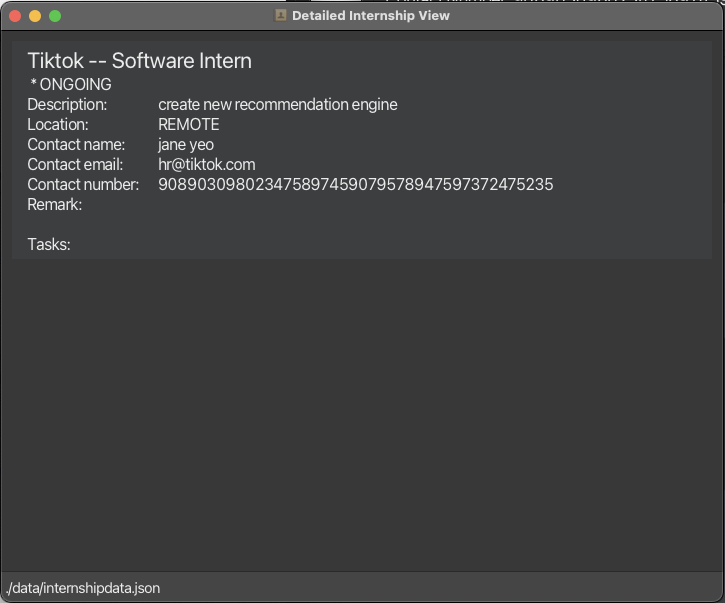 Detailed Internship View
Tiktok -- Software Intern
* ONGOING
Description: create new recommendation engine
Location: REMOTE
Contact name: jane yeo
Contact email: hr@tiktok.com
Contact number: 908903098023475897459079578947597372475235
Remark:
Tasks:
./data/internshipdata.json